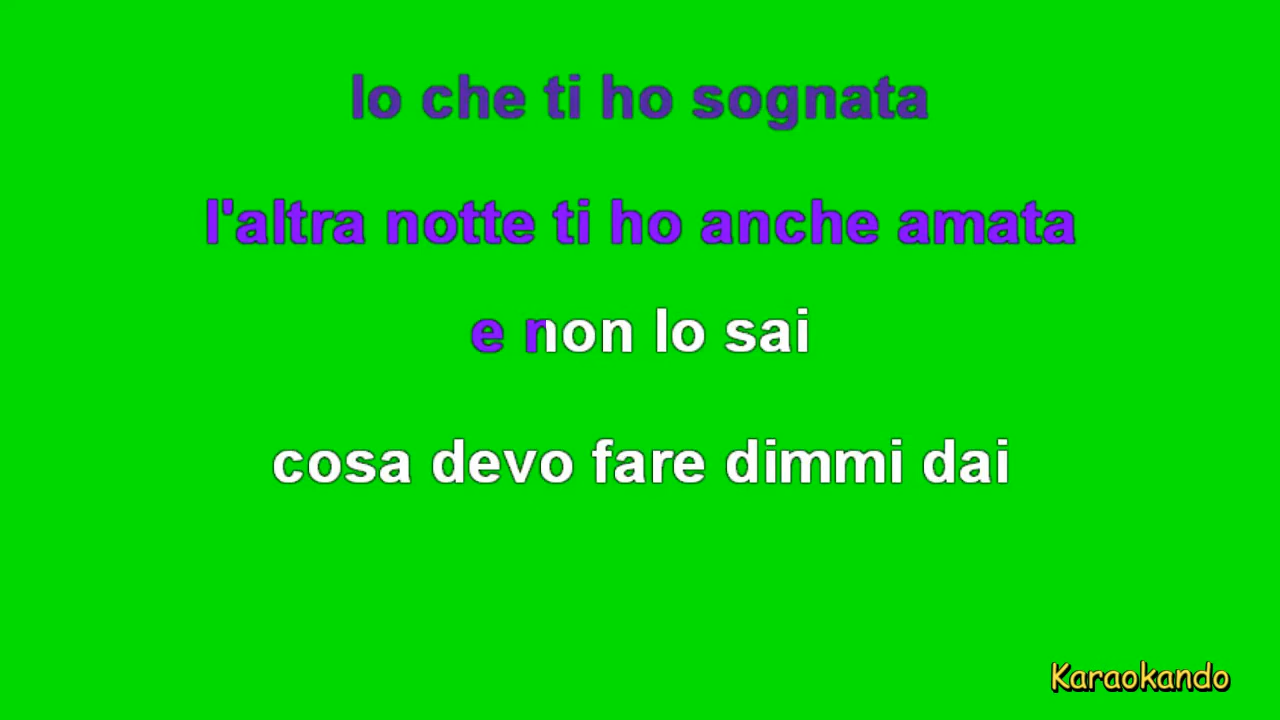 Io che ti ho sognata
l'altra notte ti ho anche amata
e non lo sai
cosa devo fare dimmi dai
Karaokando